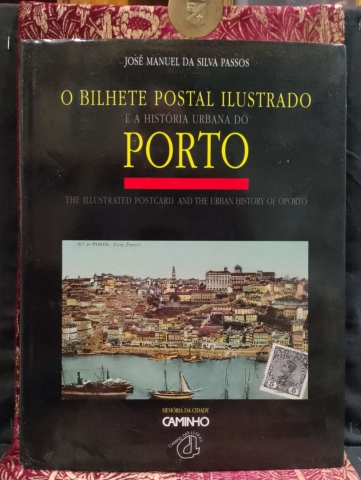 JOSÉ MANUEL DA SILVA PASSOS
O BILHETE POSTAL ILUSTRADO
E A HISTÓRIA URBANA DO
PORTO
THE ILLUSTRATED POSTCARD AND THE URBAN HISTORY OF OPORTO
MEMÓRIA DA CIDADE
CAMINHO